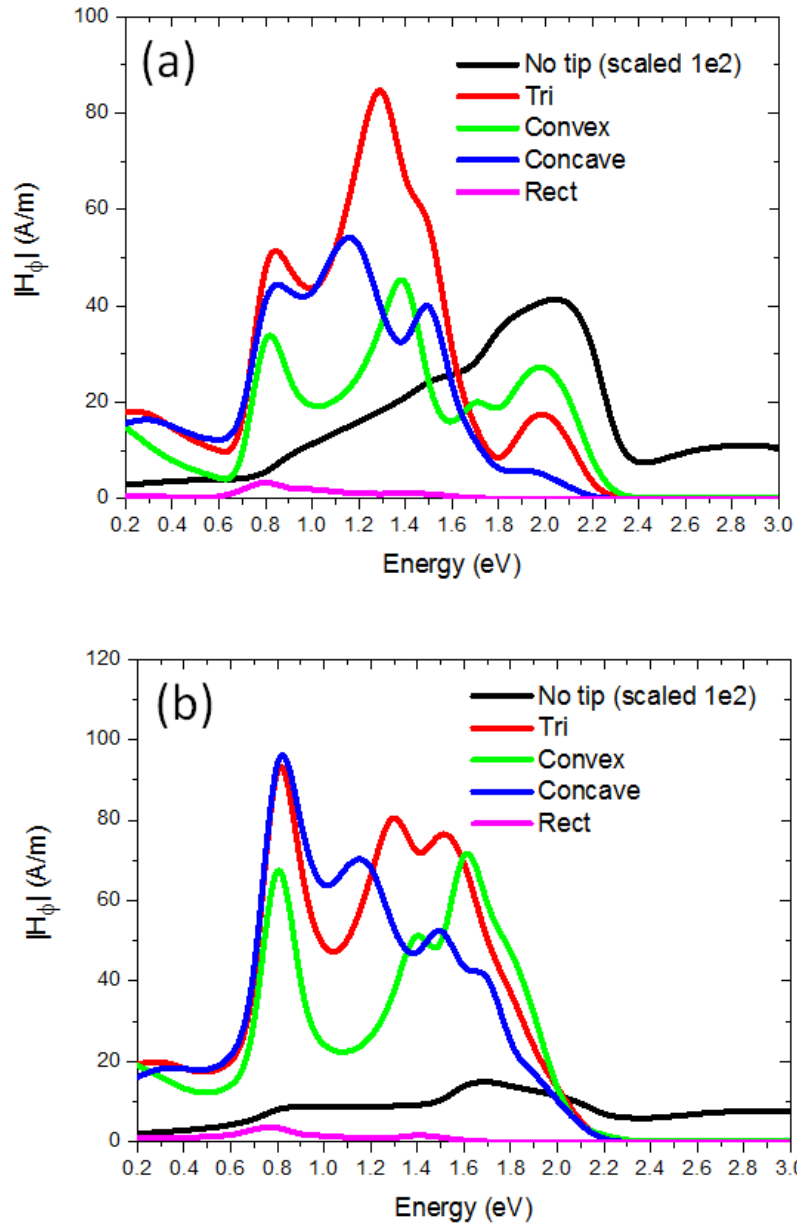 100
(a)
No tip (scaled 1e2)
Tri
80
Convex
Concave
Rect
60
|Hϕ| (A/m)
40
20
0
0.2 0.4 0.6 0.8 1.0 1.2 1.4 1.6 1.8 2.0 2.2 2.4 2.6 2.8 3.0
Energy (eV)
120
(b)
No tip (scaled 1e2)
Tri
100
Convex
Concave
Rect
80
|Hϕ| (A/m)
60
40
20
0
0.2 0.4 0.6 0.8 1.0 1.2 1.4 1.6 1.8 2.0 2.2 2.4 2.6 2.8 3.0
Energy (eV)